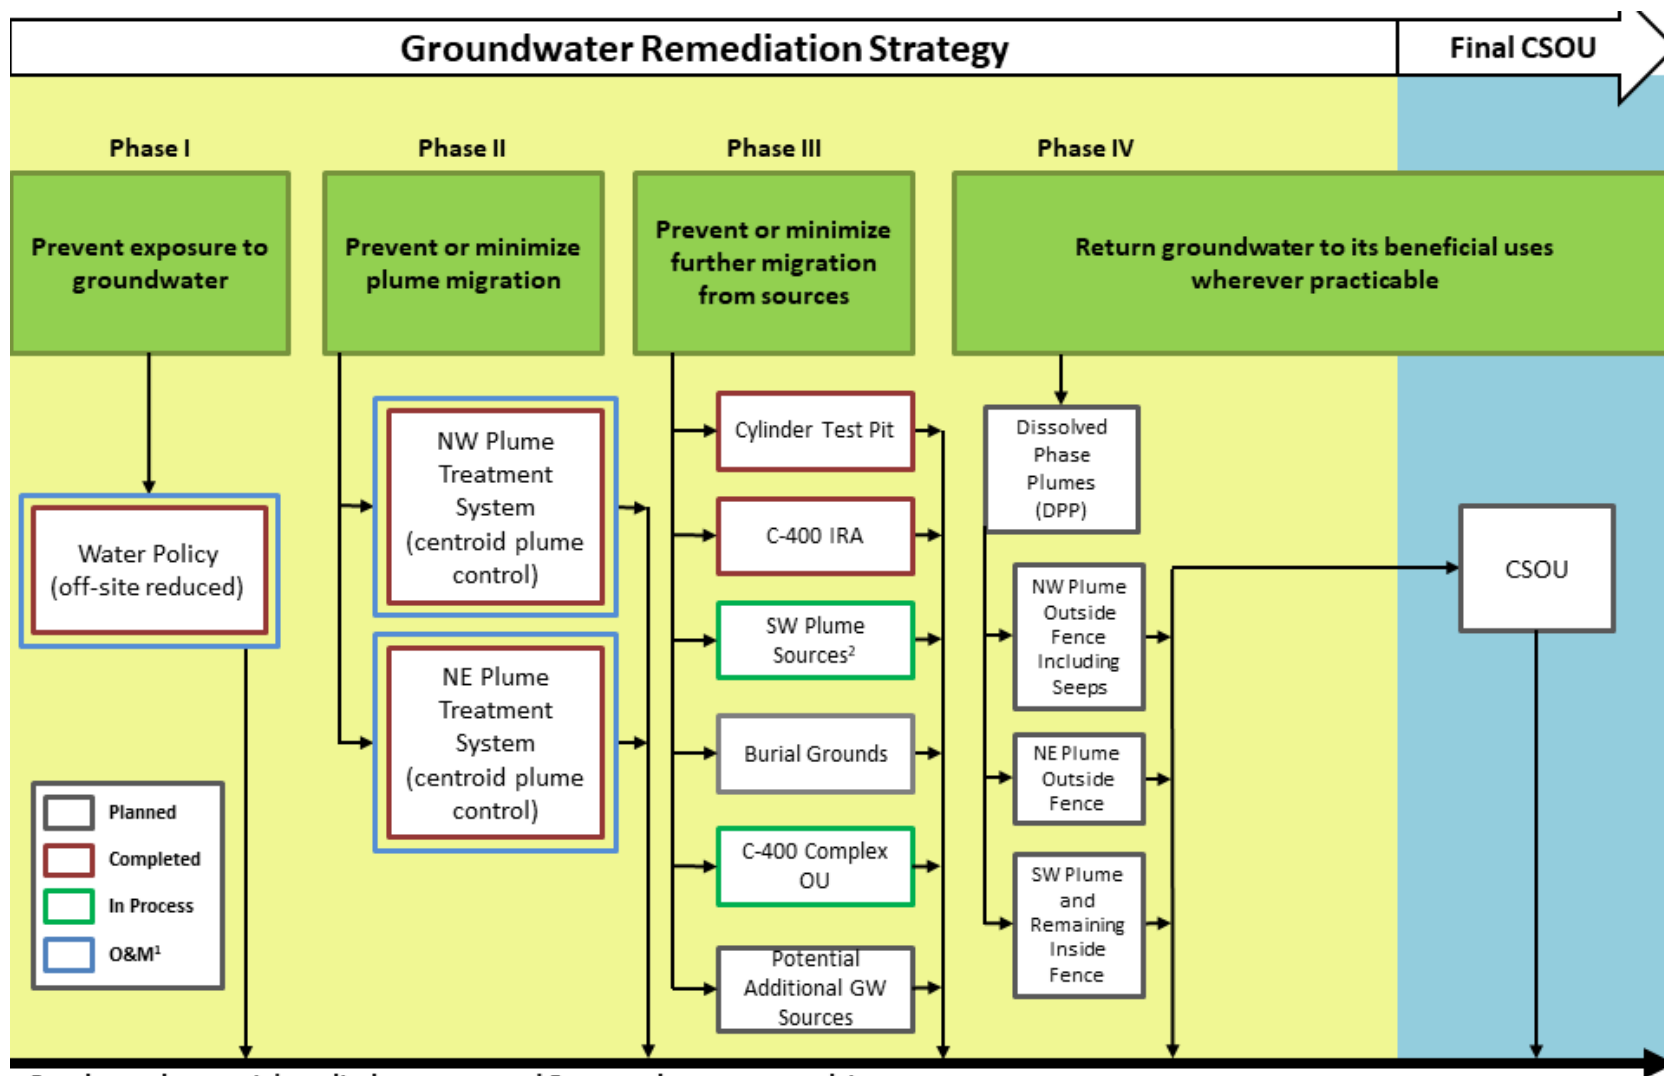 Groundwater Remediation Strategy
Final CSOU
Phase I
Phase II
Phase III
Phase IV
Prevent exposure to
groundwater
Prevent or minimize
plume migration
Prevent or minimize
further migration
from sources
Return groundwater to its beneficial uses
wherever practicable
Water Policy
(off-site reduced)
NW Plume
Treatment
System
(centroid plume
control)
NE Plume
Treatment
System
(centroid plume
control)
Cylinder Test Pit
C-400 IRA
SW Plume
Sources²
Burial Grounds
C-400 Complex
OU
Potential
Additional GW
Sources
Dissolved
Phase
Plumes
(DPP)
NW Plume
Outside
Fence
Including
Seeps
NE Plume
Outside
Fence
SW Plume
and
Remaining
Inside
Fence
CSOU
Planned
Completed
In Process
O&M¹